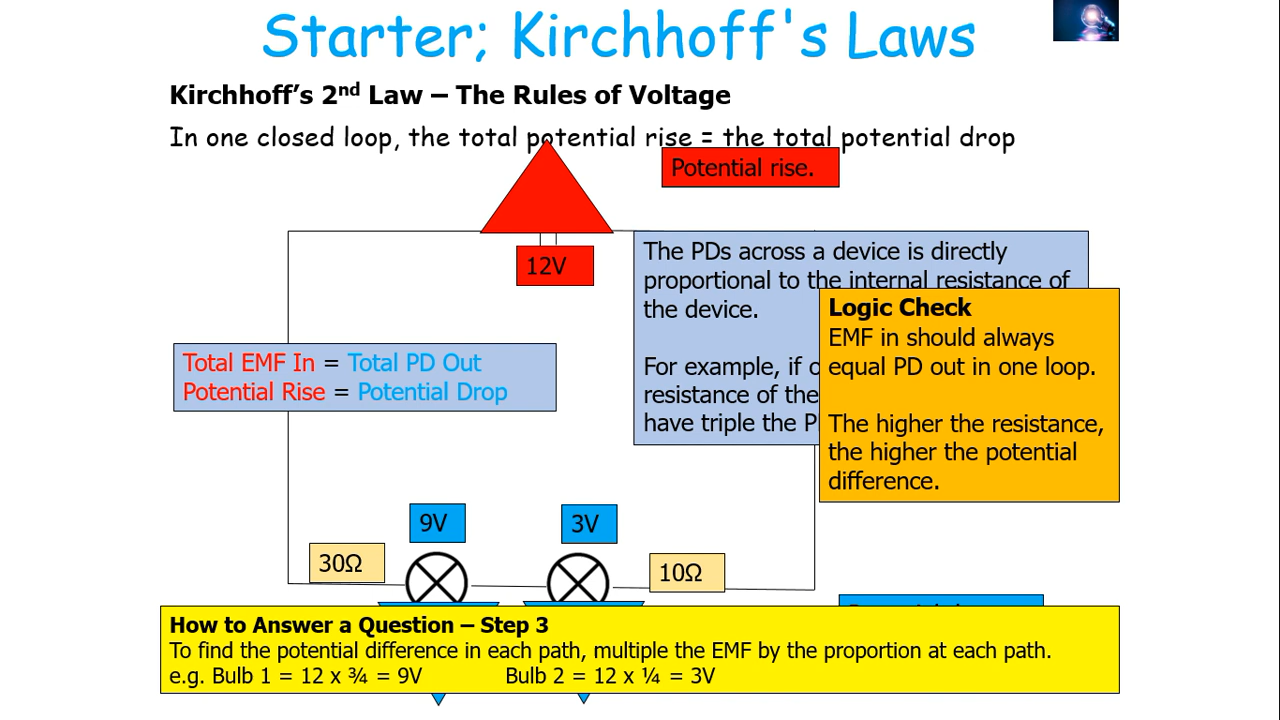 Starter; Kirchhoff's Laws
Kirchhoff’s 2nd Law – The Rules of Voltage
In one closed loop, the total potential rise = the total potential drop
Potential rise.
12V
The PDs across a device is directly
proportional to the internal resistance of
the device.
For example, if
resistance of the
have triple the
Logic Check
EMF in should always
equal PD out in one loop.
The higher the resistance,
the higher the potential
difference.
Total EMF In = Total PD Out
Potential Rise = Potential Drop
9V
3V
30Ω
10Ω
How to Answer a Question – Step 3
To find the potential difference in each path, multiple the EMF by the proportion at each path.
e.g. Bulb 1 = 12 x ¾ = 9V Bulb 2 = 12 x ¼ = 3V